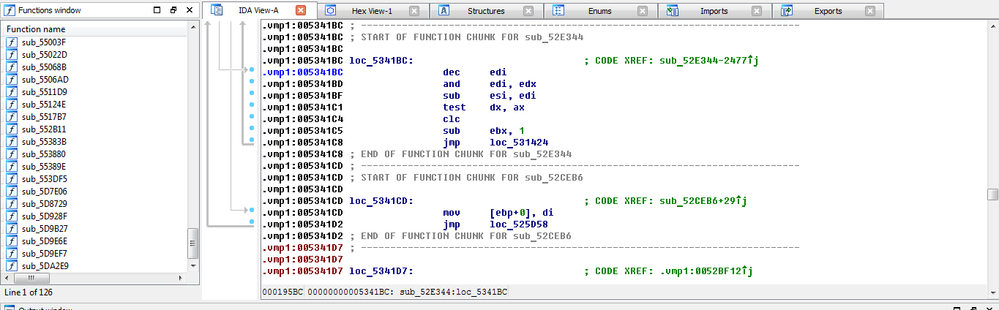 Functions window
IDA View-A
Hex View-1
Structures
Enums
Imports
Exports
Function name
sub_55003F
sub_55022D
sub_55068B
sub_5506AD
sub_5511D9
sub_55124E
sub_5517B7
sub_552B11
sub_55383B
sub_553880
sub_55389E
sub_553DF5
sub_5D7E06
sub_5D8729
sub_5D928F
sub_5D9B27
sub_5D9E6E
sub_5D9EF7
sub_5DA2E9
Line 1 of 126
.vmp1:005341BC ; ---------------------------------------------------------------------------
.vmp1:005341BC ; START OF FUNCTION CHUNK FOR sub_52E344
.vmp1:005341BC
.vmp1:005341BC loc_5341BC: ; CODE XREF: sub_52E344-2477↑j
.vmp1:005341BC dec edi
.vmp1:005341BD and edi, edx
.vmp1:005341BF sub esi, edi
.vmp1:005341C1 test dx, ax
.vmp1:005341C4 clc
.vmp1:005341C5 sub ebx, 1
.vmp1:005341C8 jmp loc_531424
.vmp1:005341C8 ; END OF FUNCTION CHUNK FOR sub_52E344
.vmp1:005341CD ; ---------------------------------------------------------------------------
.vmp1:005341CD ; START OF FUNCTION CHUNK FOR sub_52CEB6
.vmp1:005341CD
.vmp1:005341CD loc_5341CD: ; CODE XREF: sub_52CEB6+29↑j
.vmp1:005341CD mov [ebp+0], di
.vmp1:005341D2 jmp loc_525D58
.vmp1:005341D2 ; END OF FUNCTION CHUNK FOR sub_52CEB6
.vmp1:005341D7 ; ---------------------------------------------------------------------------
.vmp1:005341D7
.vmp1:005341D7 loc_5341D7: ; CODE XREF: .vmp1:0052BF12↑j
000195BC 00000000005341BC: sub_52E344:loc_5341BC
Output window